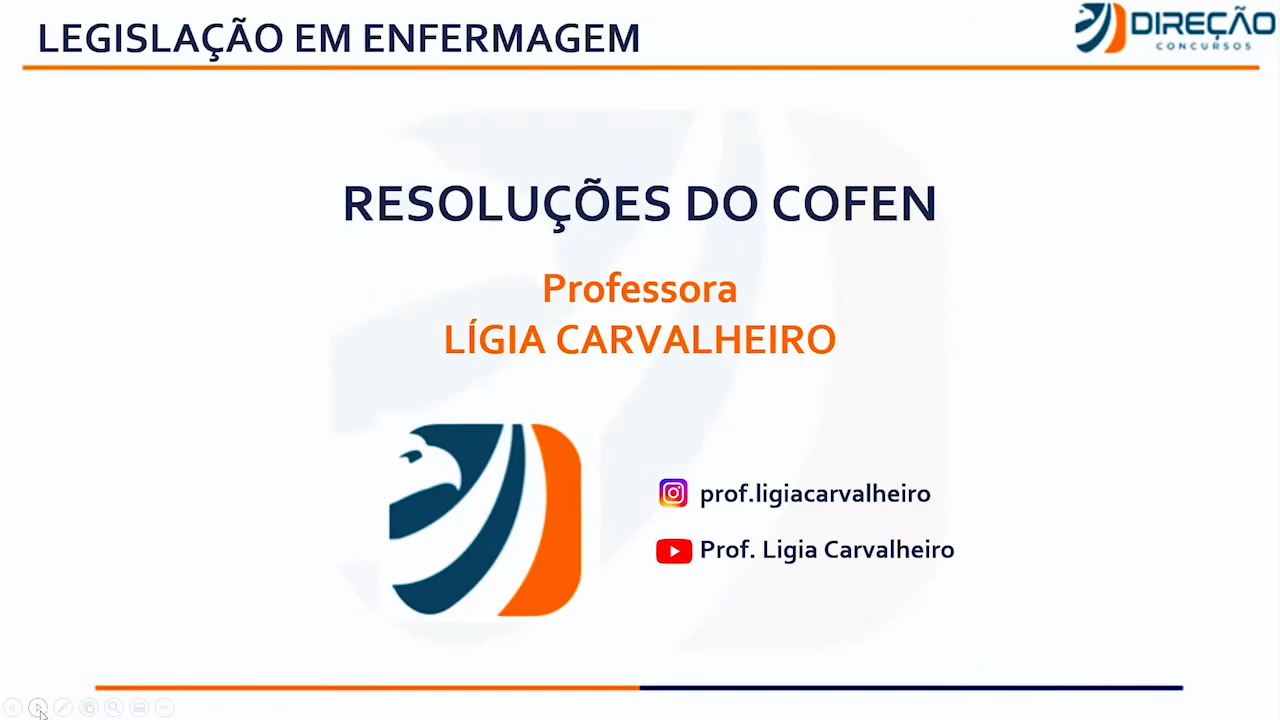 LEGISLAÇÃO EM ENFERMAGEM
DIREÇÃO
CONCURSOS
RESOLUÇÕES DO COFEN
Professora
LÍGIA CARVALHEIRO
prof.ligiacarvalheiro
Prof. Ligia Carvalheiro